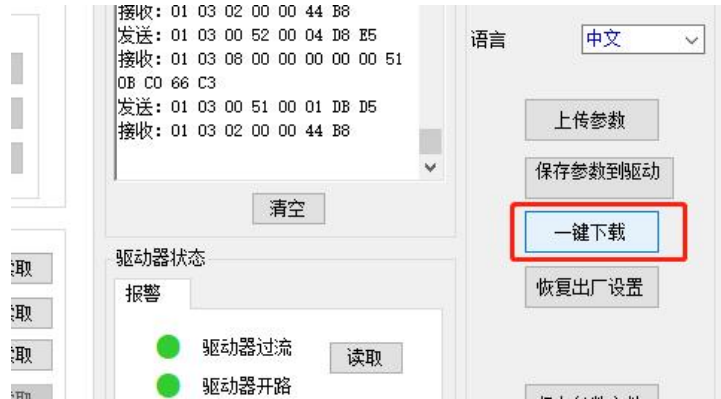 接收: 01 03 02 00 00 44 B8
发送: 01 03 00 52 00 04 D8 E5
接收: 01 03 08 00 00 00 00 00 51
0B C0 66 C3
发送: 01 03 00 51 00 01 DB D5
接收: 01 03 02 00 00 44 B8
清空
语言
中文
上传参数
保存参数到驱动
一键下载
恢复出厂设置
取
取
取
驱动器状态
报警
驱动器过流
读取
驱动器开路